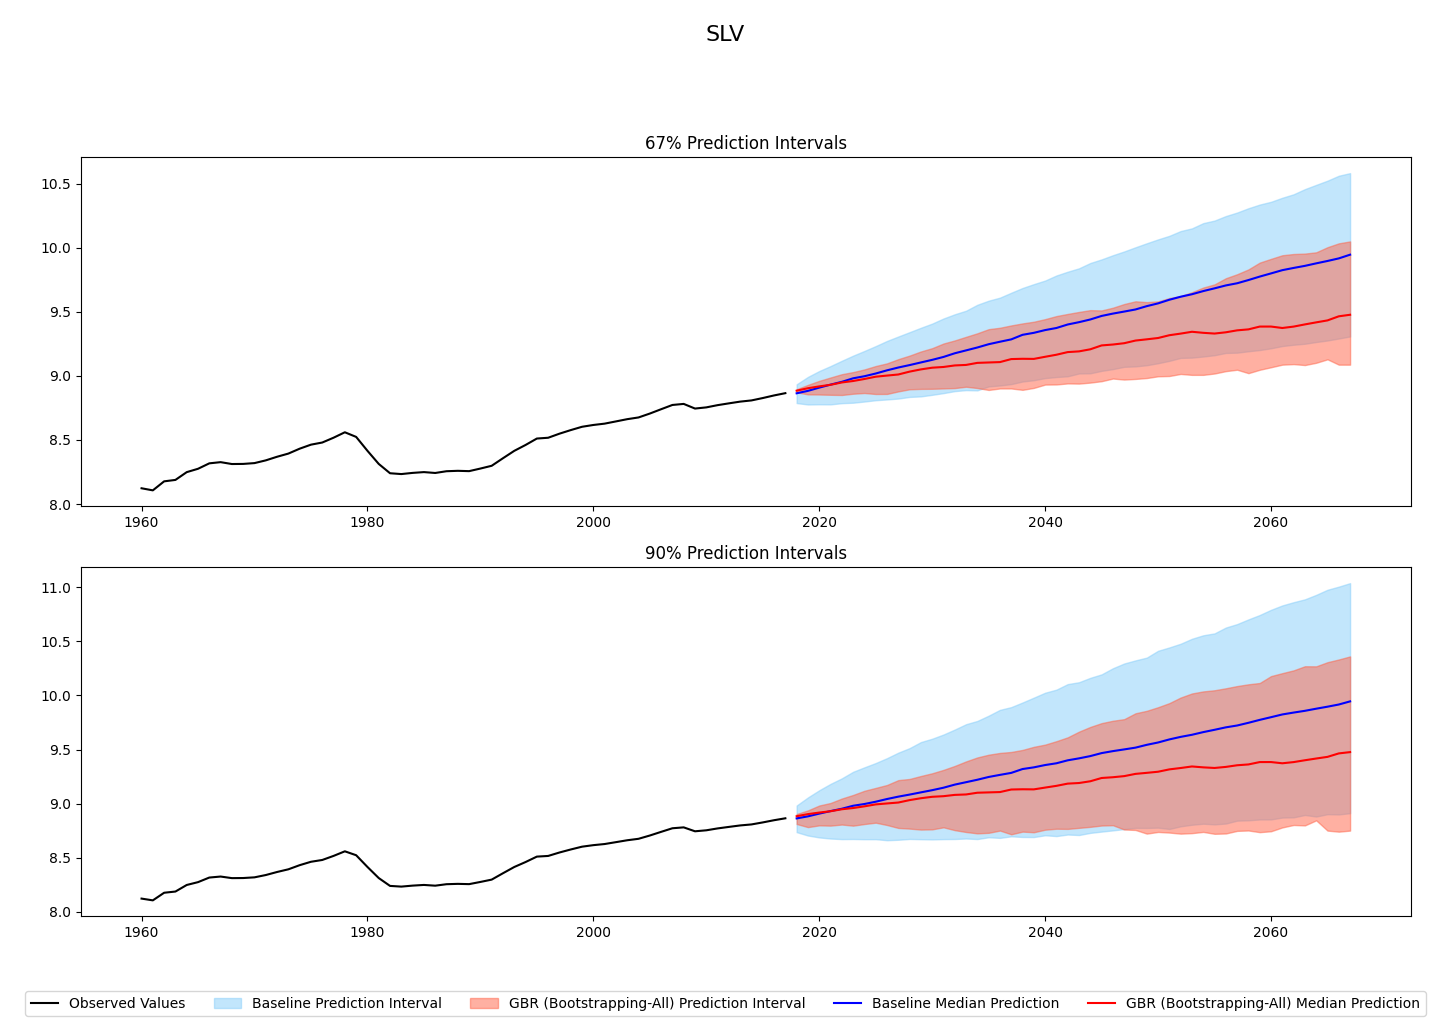 SLV
67% Prediction Intervals
10.5
10.0
9.5
9.0
8.5
8.0
1960 1980 2000 2020 2040 2060
90% Prediction Intervals
11.0
10.5
10.0
9.5
9.0
8.5
8.0
1960 1980 2000 2020 2040 2060
Observed Values Baseline Prediction Interval GBR (Bootstrapping-All) Prediction Interval Baseline Median Prediction GBR (Bootstrapping-All) Median Prediction